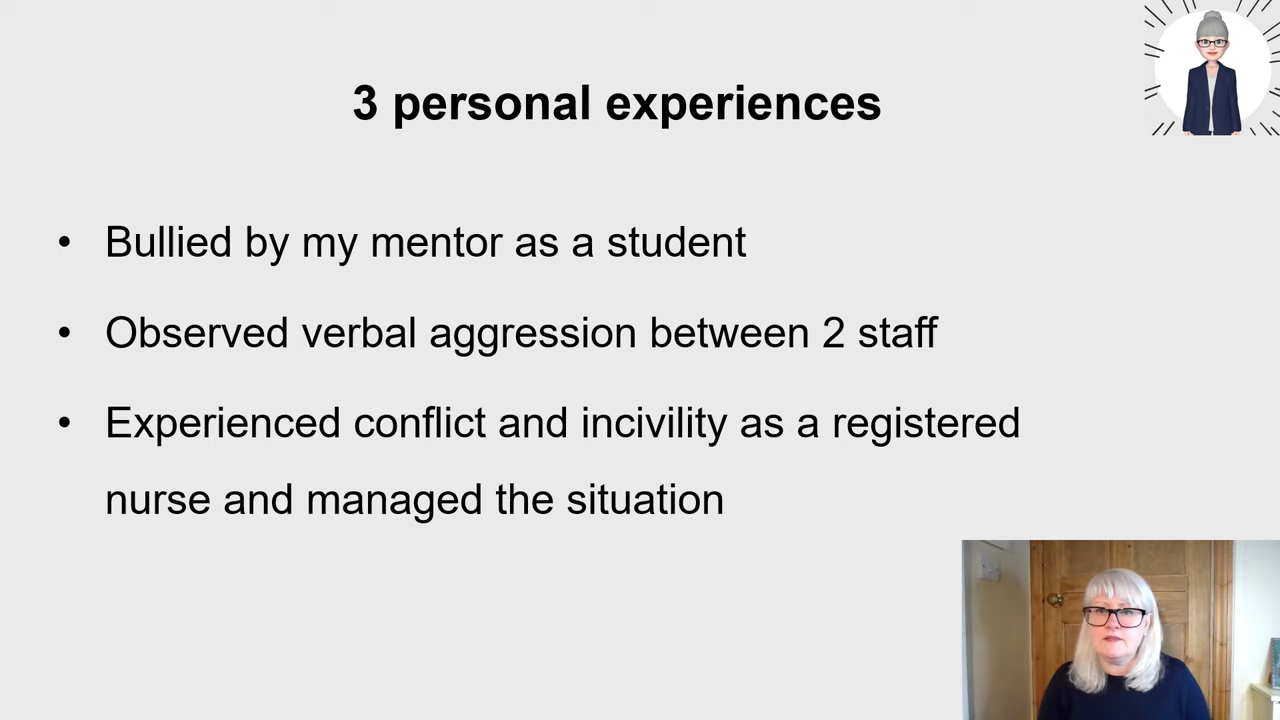 3 personal experiences
• Bullied by my mentor as a student
• Observed verbal aggression between 2 staff
• Experienced conflict and incivility as a registered
nurse and managed the situation